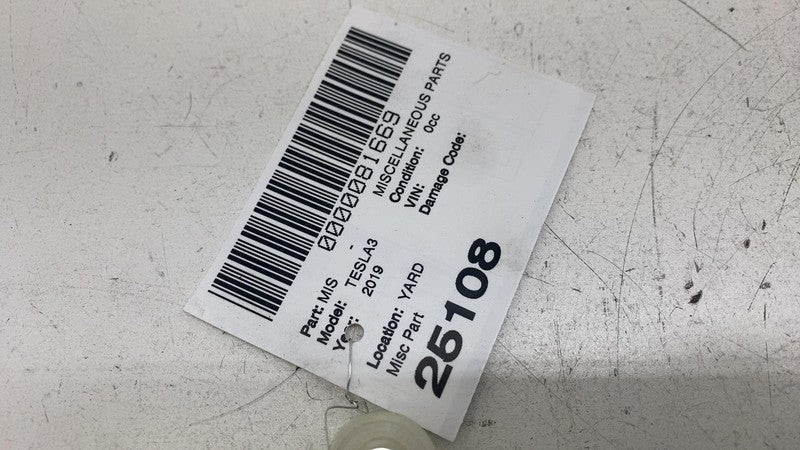 0000081669
Part: MIS - MISCELLANEOUS PARTS
Model: TESLA3 Condition: 0cc
Year: 2019 VIN:
Damage Code:
Location: YARD
Misc Part
25108